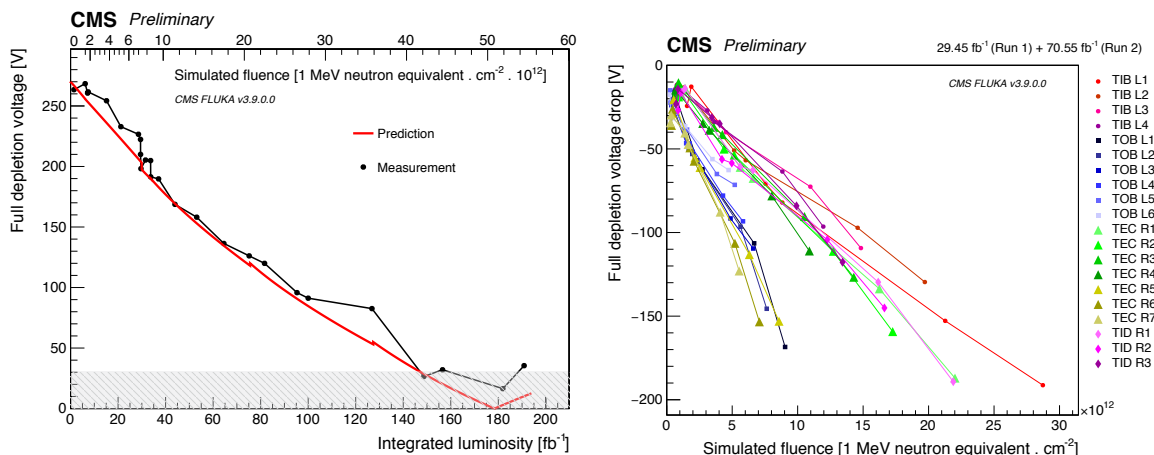 CMS Preliminary
0 2 4 6 8 10 20 30 40 50 60
Simulated fluence [1 MeV neutron equivalent . cm⁻² . 10¹²]
CMS FLUKA v3.9.0.0
Prediction
Measurement
Full depletion voltage [V]
250
200
150
100
50
0
0 20 40 60 80 100 120 140 160 180 200
Integrated luminosity [fb⁻¹]
CMS Preliminary
29.45 fb⁻¹ (Run 1) + 70.55 fb⁻¹ (Run 2)
CMS FLUKA v3.9.0.0
Full depletion voltage drop [V]
0
−50
−100
−150
−200
0 5 10 15 20 25 30
×10¹²
Simulated fluence [1 MeV neutron equivalent . cm⁻²]
TIB L1
TIB L2
TIB L3
TIB L4
TOB L1
TOB L2
TOB L3
TOB L4
TOB L5
TOB L6
TEC R1
TEC R2
TEC R3
TEC R4
TEC R5
TEC R6
TEC R7
TID R1
TID R2
TID R3